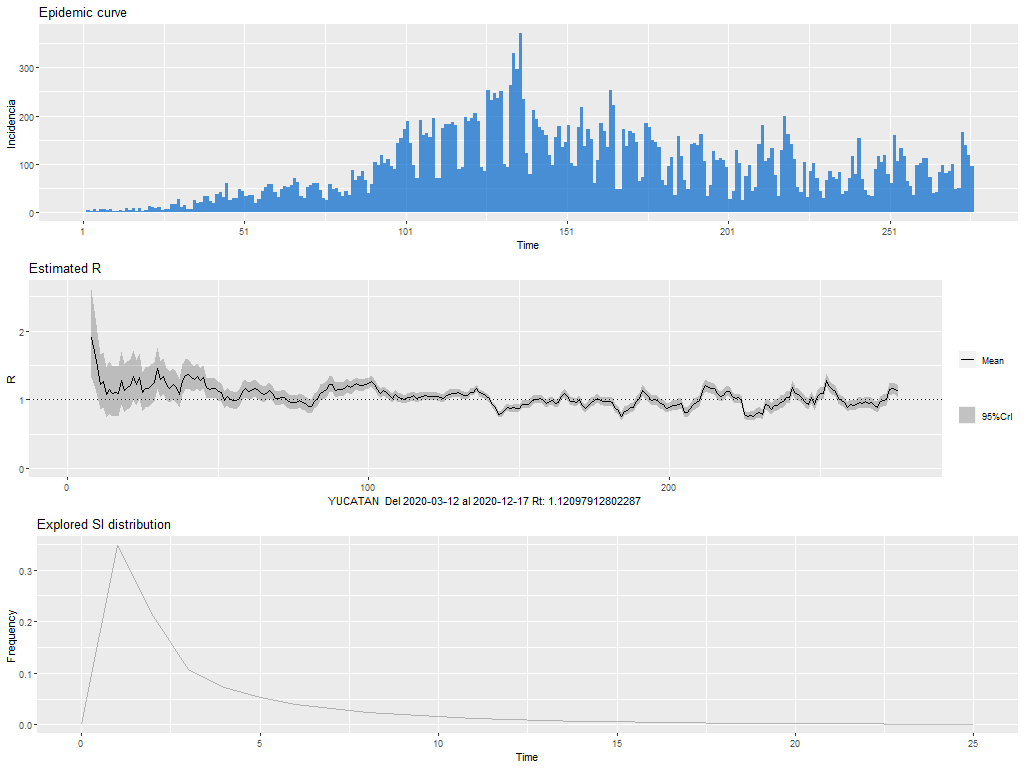 Epidemic curve
300
200
100
0
Incidencia
1 51 101 151 201 251
Time
Estimated R
2
1
0
R
Mean
95%CrI
0 100 200
YUCATAN Del 2020-03-12 al 2020-12-17 Rt: 1.12097912802287
Explored SI distribution
0.3
0.2
0.1
0.0
Frequency
0 5 10 15 20 25
Time